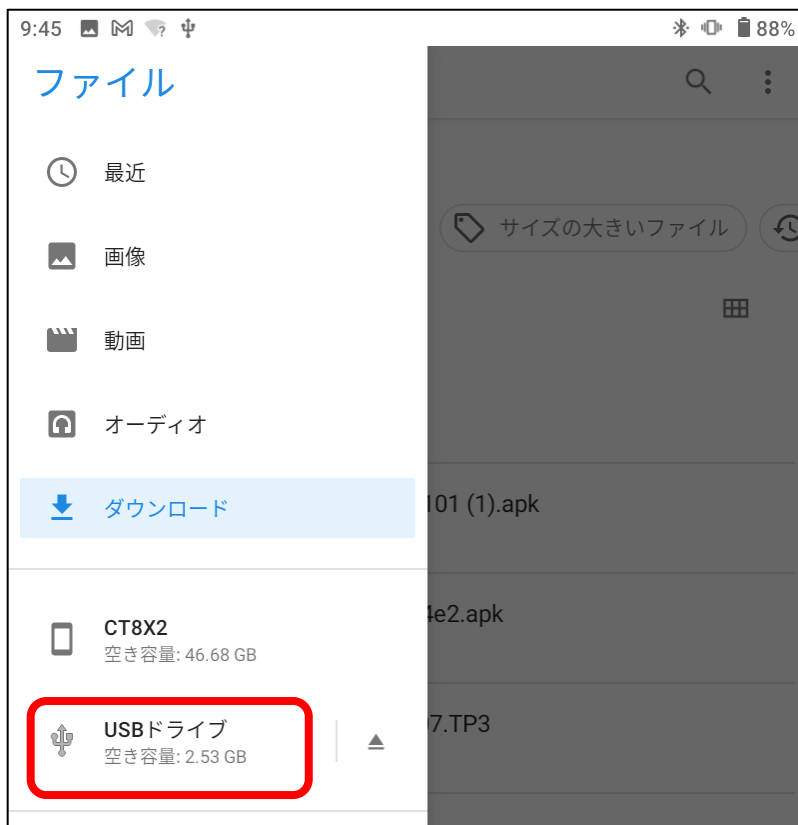 9:45
88%
ファイル
最近
画像
動画
オーディオ
ダウンロード
CT8X2
空き容量: 46.68 GB
USBドライブ
空き容量: 2.53 GB
サイズの大きいファイル
101 (1).apk
4e2.apk
07.TP3